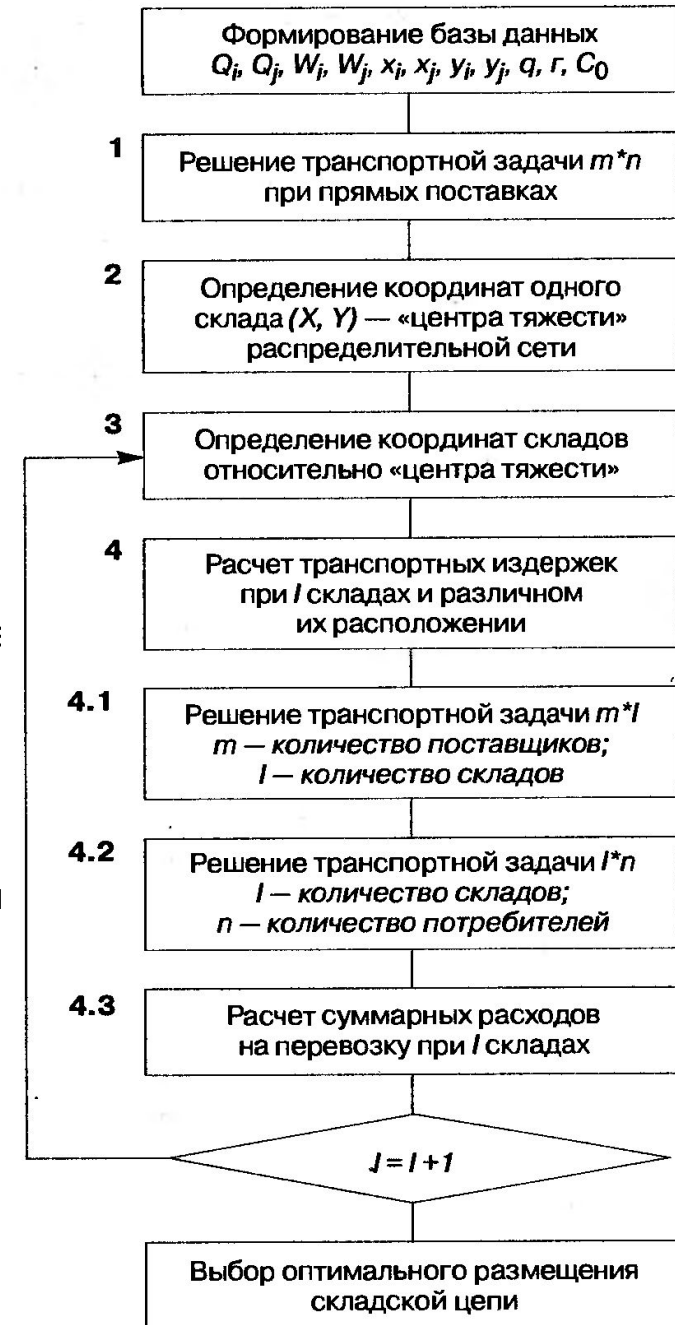 Формирование базы данных
Qi, Qj, Wj, Wj, xi, xj, yi, yj, q, r, C0
1
Решение транспортной задачи m*n
при прямых поставках
2
Определение координат одного
склада (X, Y) — «центра тяжести»
распределительной сети
3
Определение координат складов
относительно «центра тяжести»
4
Расчет транспортных издержек
при l складах и различном
их расположении
4.1
Решение транспортной задачи m*l
m — количество поставщиков;
l — количество складов
4.2
Решение транспортной задачи l*n
l — количество складов;
n — количество потребителей
4.3
Расчет суммарных расходов
на перевозку при l складах
J = l + 1
Выбор оптимального размещения
складской цепи